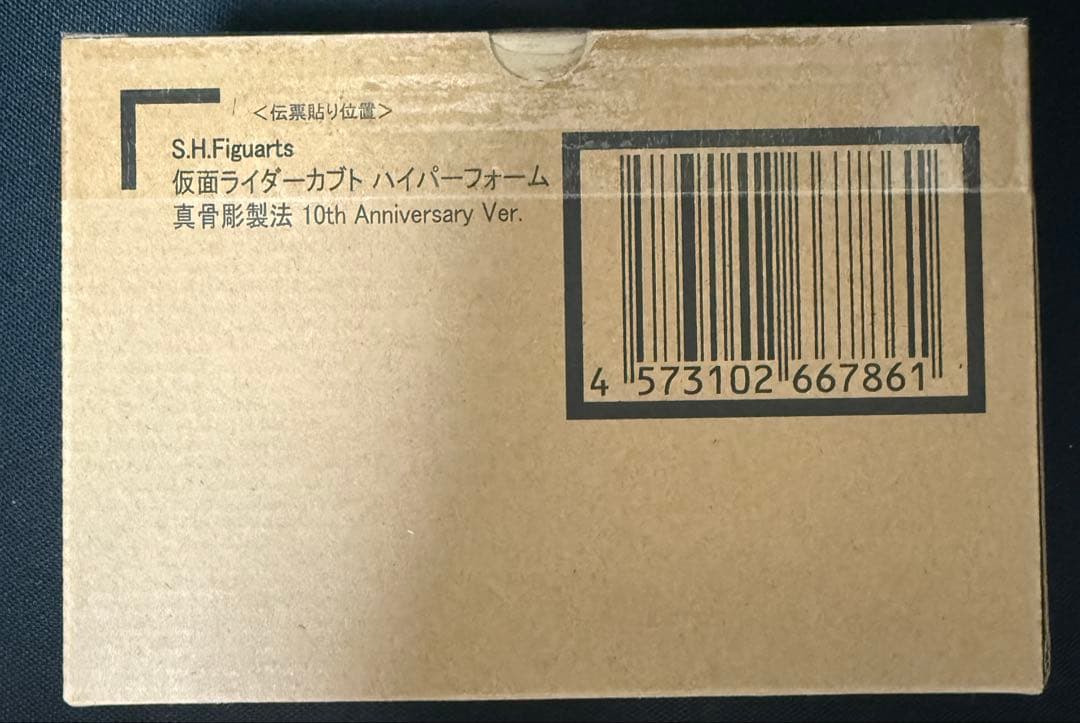 <伝票貼り位置>
S.H.Figuarts
仮面ライダーカブト ハイパーフォーム
真骨彫製法 10th Anniversary Ver.
4 573102 667861